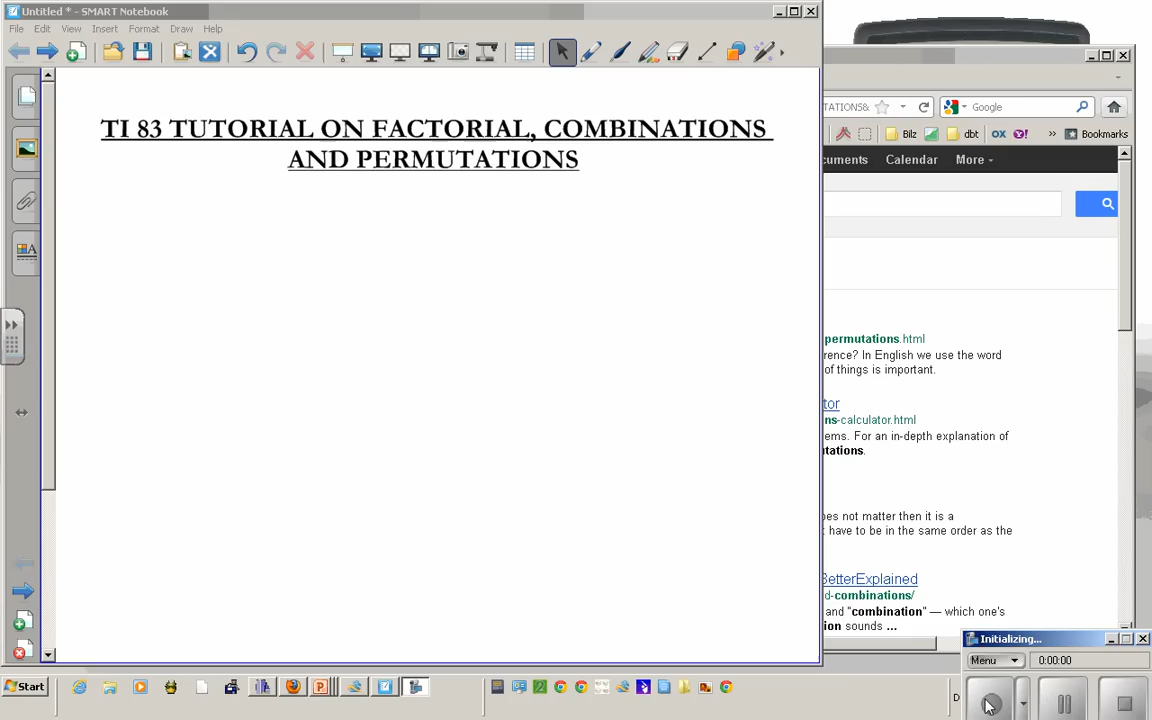 Untitled * - SMART Notebook
File Edit View Insert Format Draw Help
TI 83 TUTORIAL ON FACTORIAL, COMBINATIONS
AND PERMUTATIONS
TATIONS&
Google
Bilz
dbt
OX
Y!
»
Bookmarks
cuments Calendar More
permutations.html
rence? In English we use the word
of things is important.
tor
ns-calculator.html
ems. For an in-depth explanation of
tations.
oes not matter then it is a
t have to be in the same order as the
BetterExplained
d-combinations/
and "combination" — which one's
ion sounds ...
Initializing...
Menu
0:00:00
Start
D